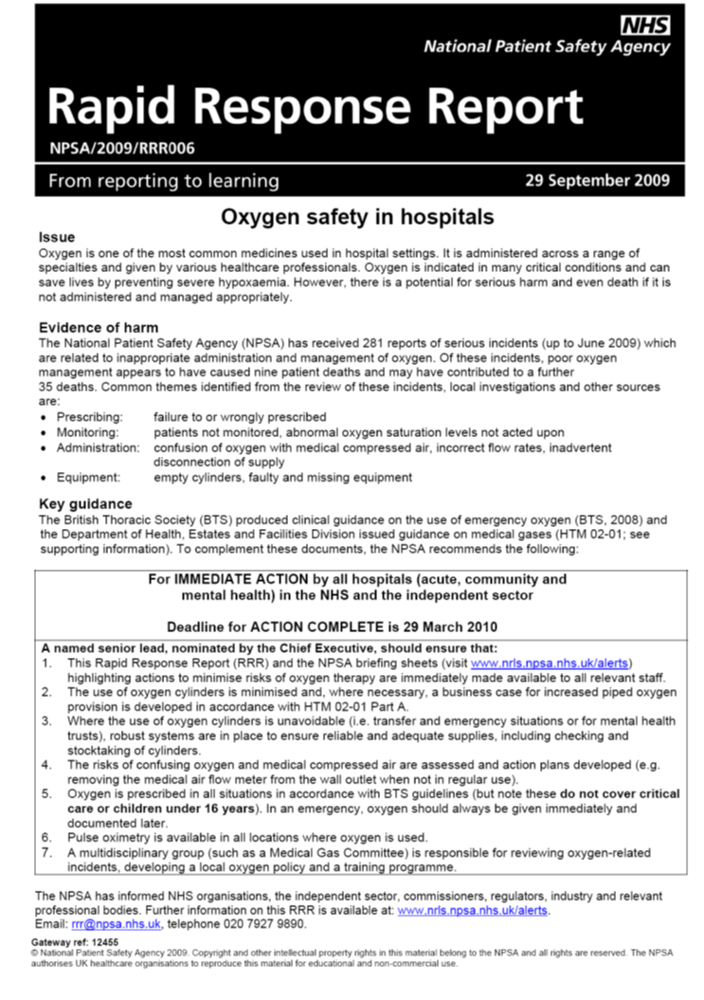 NHS
National Patient Safety Agency
Rapid Response Report
NPSA/2009/RRR006
From reporting to learning
29 September 2009
Oxygen safety in hospitals
Issue
Oxygen is one of the most common medicines used in hospital settings. It is administered across a range of
specialties and given by various healthcare professionals. Oxygen is indicated in many critical conditions and can
save lives by preventing severe hypoxaemia. However, there is a potential for serious harm and even death if it is
not administered and managed appropriately.
Evidence of harm
The National Patient Safety Agency (NPSA) has received 281 reports of serious incidents (up to June 2009) which
are related to inappropriate administration and management of oxygen. Of these incidents, poor oxygen
management appears to have caused nine patient deaths and may have contributed to a further
35 deaths. Common themes identified from the review of these incidents, local investigations and other sources
are:
• Prescribing: failure to or wrongly prescribed
• Monitoring: patients not monitored, abnormal oxygen saturation levels not acted upon
• Administration: confusion of oxygen with medical compressed air, incorrect flow rates, inadvertent
disconnection of supply
• Equipment: empty cylinders, faulty and missing equipment
Key guidance
The British Thoracic Society (BTS) produced clinical guidance on the use of emergency oxygen (BTS, 2008) and
the Department of Health, Estates and Facilities Division issued guidance on medical gases (HTM 02-01; see
supporting information). To complement these documents, the NPSA recommends the following:
For IMMEDIATE ACTION by all hospitals (acute, community and
mental health) in the NHS and the independent sector
Deadline for ACTION COMPLETE is 29 March 2010
A named senior lead, nominated by the Chief Executive, should ensure that:
1. This Rapid Response Report (RRR) and the NPSA briefing sheets (visit www.nrls.npsa.nhs.uk/alerts)
highlighting actions to minimise risks of oxygen therapy are immediately made available to all relevant staff.
2. The use of oxygen cylinders is minimised and, where necessary, a business case for increased piped oxygen
provision is developed in accordance with HTM 02-01 Part A.
3. Where the use of oxygen cylinders is unavoidable (i.e. transfer and emergency situations or for mental health
trusts), robust systems are in place to ensure reliable and adequate supplies, including checking and
stocktaking of cylinders.
4. The risks of confusing oxygen and medical compressed air are assessed and action plans developed (e.g.
removing the medical air flow meter from the wall outlet when not in regular use).
5. Oxygen is prescribed in all situations in accordance with BTS guidelines (but note these do not cover critical
care or children under 16 years). In an emergency, oxygen should always be given immediately and
documented later.
6. Pulse oximetry is available in all locations where oxygen is used.
7. A multidisciplinary group (such as a Medical Gas Committee) is responsible for reviewing oxygen-related
incidents, developing a local oxygen policy and a training programme.
The NPSA has informed NHS organisations, the independent sector, commissioners, regulators, industry and relevant
professional bodies. Further information on this RRR is available at: www.nrls.npsa.nhs.uk/alerts.
Email: rrr@npsa.nhs.uk, telephone 020 7927 9890.
Gateway ref: 12455
© National Patient Safety Agency 2009. Copyright and other intellectual property rights in this material belong to the NPSA and all rights are reserved. The NPSA
authorises UK healthcare organisations to reproduce this material for educational and non-commercial use.